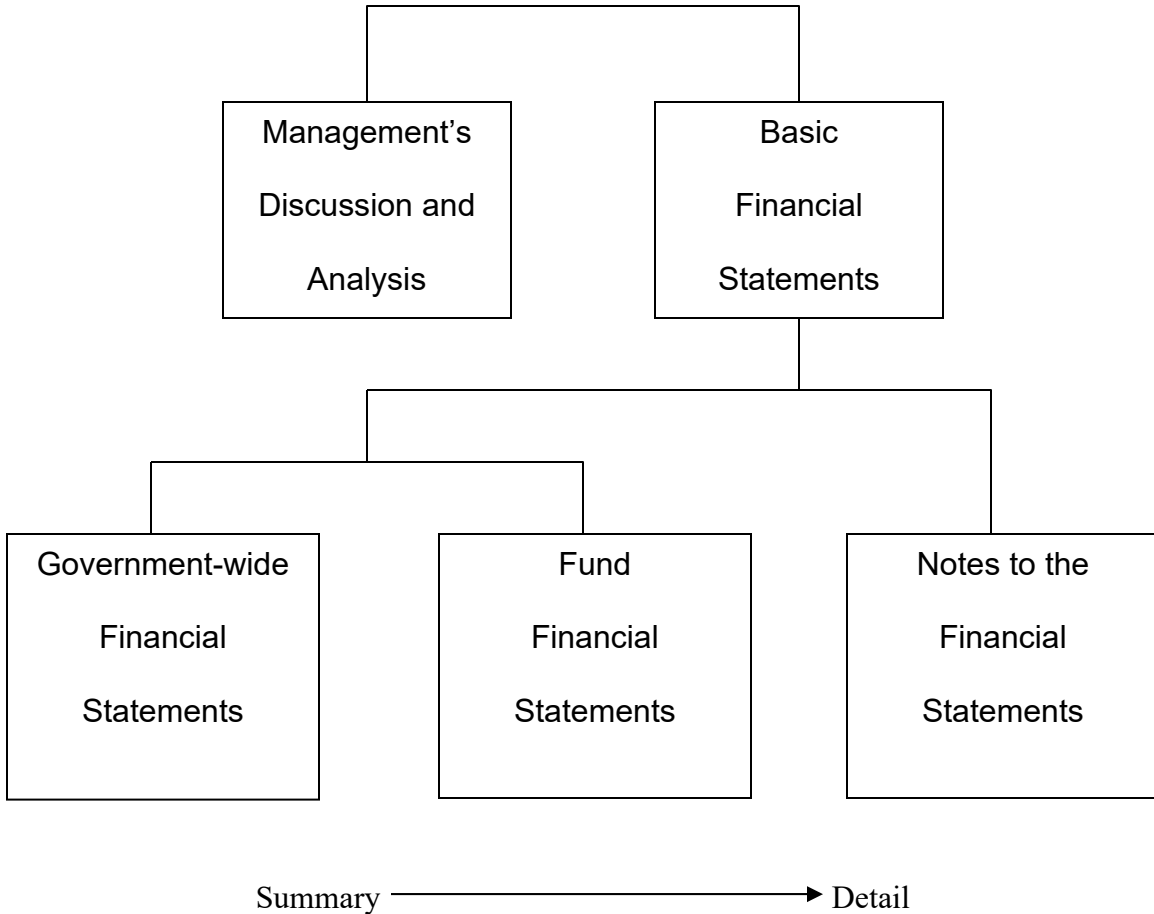 Management’s
Discussion and
Analysis
Basic
Financial
Statements
Government-wide
Financial
Statements
Fund
Financial
Statements
Notes to the
Financial
Statements
Summary
Detail